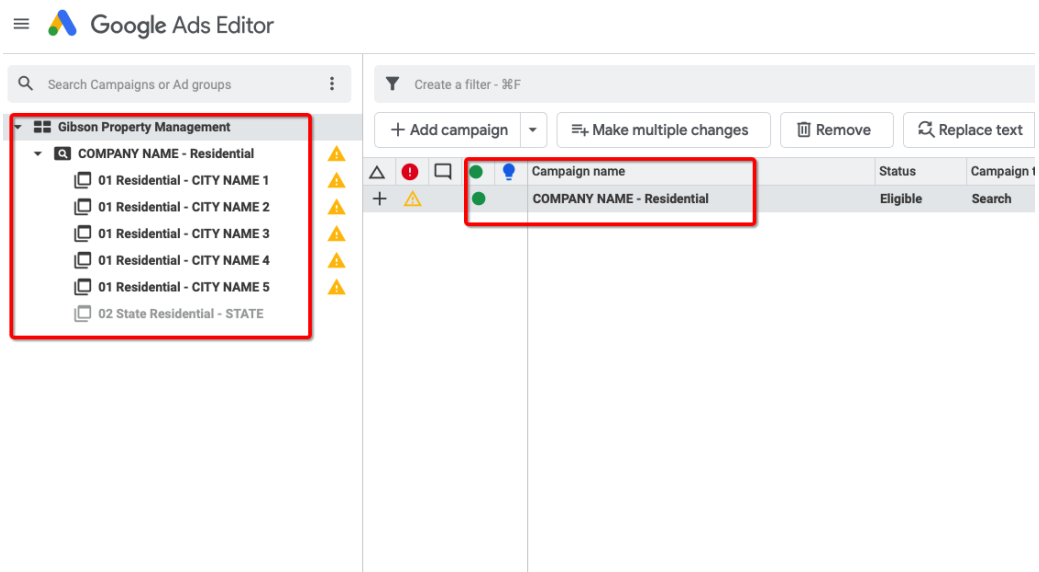 Google Ads Editor
Search Campaigns or Ad groups
Gibson Property Management
COMPANY NAME - Residential
01 Residential - CITY NAME 1
01 Residential - CITY NAME 2
01 Residential - CITY NAME 3
01 Residential - CITY NAME 4
01 Residential - CITY NAME 5
02 State Residential - STATE
Create a filter - ⌘F
+ Add campaign
Make multiple changes
Remove
Replace text
Campaign name
Status
Campaign t
COMPANY NAME - Residential
Eligible
Search